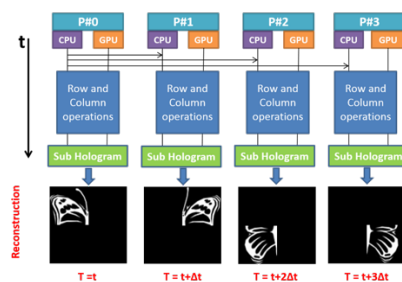 P#0 P#1 P#2 P#3
t
CPU GPU CPU GPU CPU GPU CPU GPU
Row and Column operations
Row and Column operations
Row and Column operations
Row and Column operations
Sub Hologram Sub Hologram Sub Hologram Sub Hologram
Reconstruction
T =t T = t+Δt T = t+2Δt T = t+3Δt